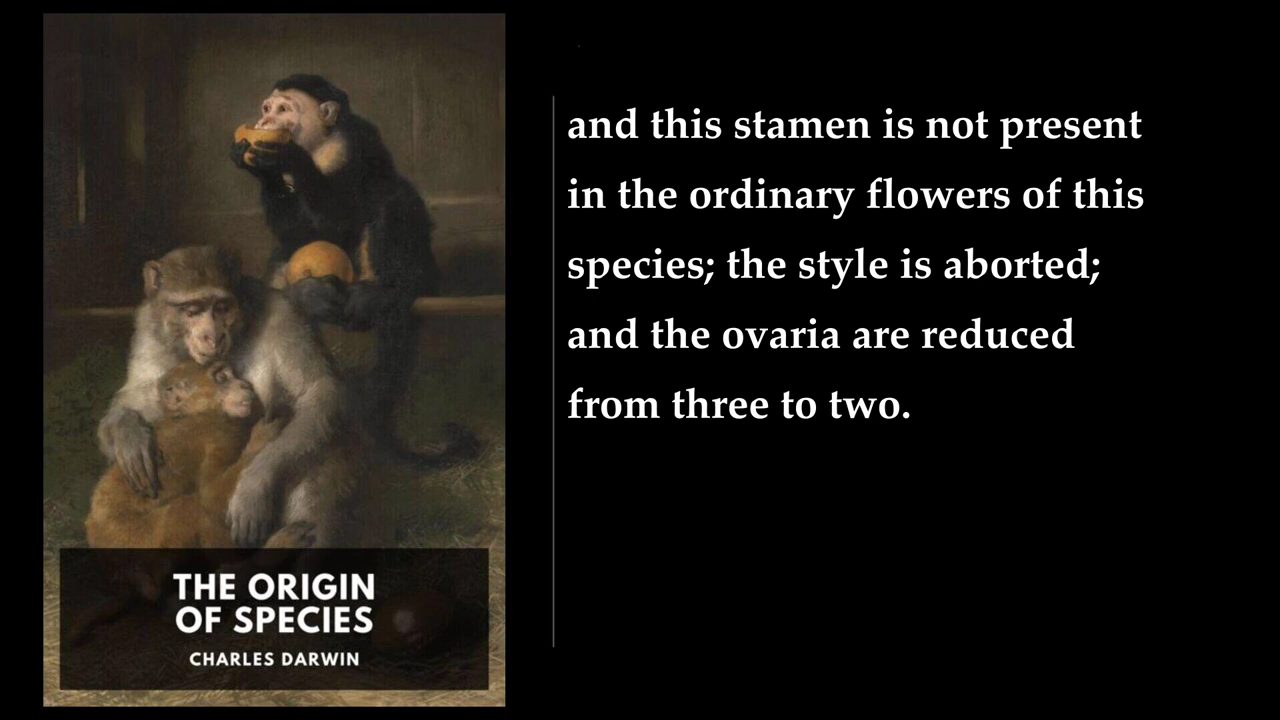 THE ORIGIN
OF SPECIES
CHARLES DARWIN
and this stamen is not present
in the ordinary flowers of this
species; the style is aborted;
and the ovaria are reduced
from three to two.